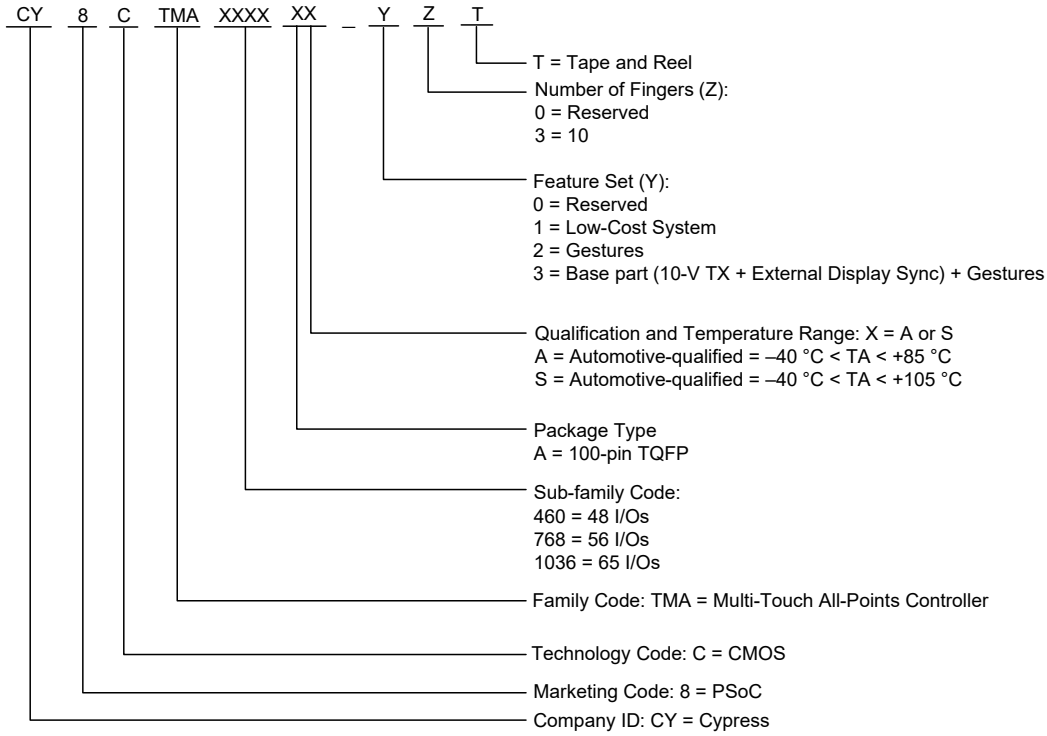 CY 8 C TMA XXXX XX _ Y Z T
T = Tape and Reel
Number of Fingers (Z):
0 = Reserved
3 = 10
Feature Set (Y):
0 = Reserved
1 = Low-Cost System
2 = Gestures
3 = Base part (10-V TX + External Display Sync) + Gestures
Qualification and Temperature Range: X = A or S
A = Automotive-qualified = –40 °C < TA < +85 °C
S = Automotive-qualified = –40 °C < TA < +105 °C
Package Type
A = 100-pin TQFP
Sub-family Code:
460 = 48 I/Os
768 = 56 I/Os
1036 = 65 I/Os
Family Code: TMA = Multi-Touch All-Points Controller
Technology Code: C = CMOS
Marketing Code: 8 = PSoC
Company ID: CY = Cypress